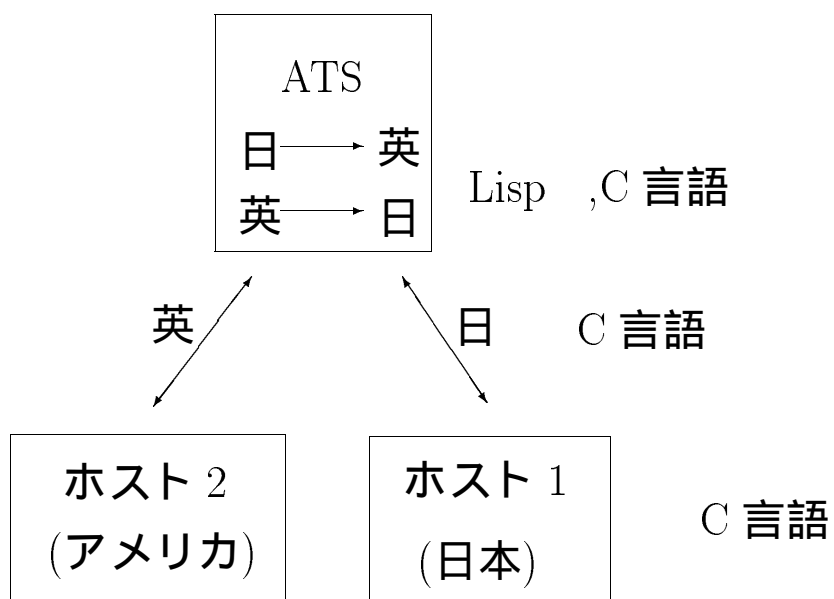 ATS
日 英
英 日
Lisp ,C 言語
英 日 C 言語
ホスト 2
(アメリカ)
ホスト 1
(日本)
C 言語